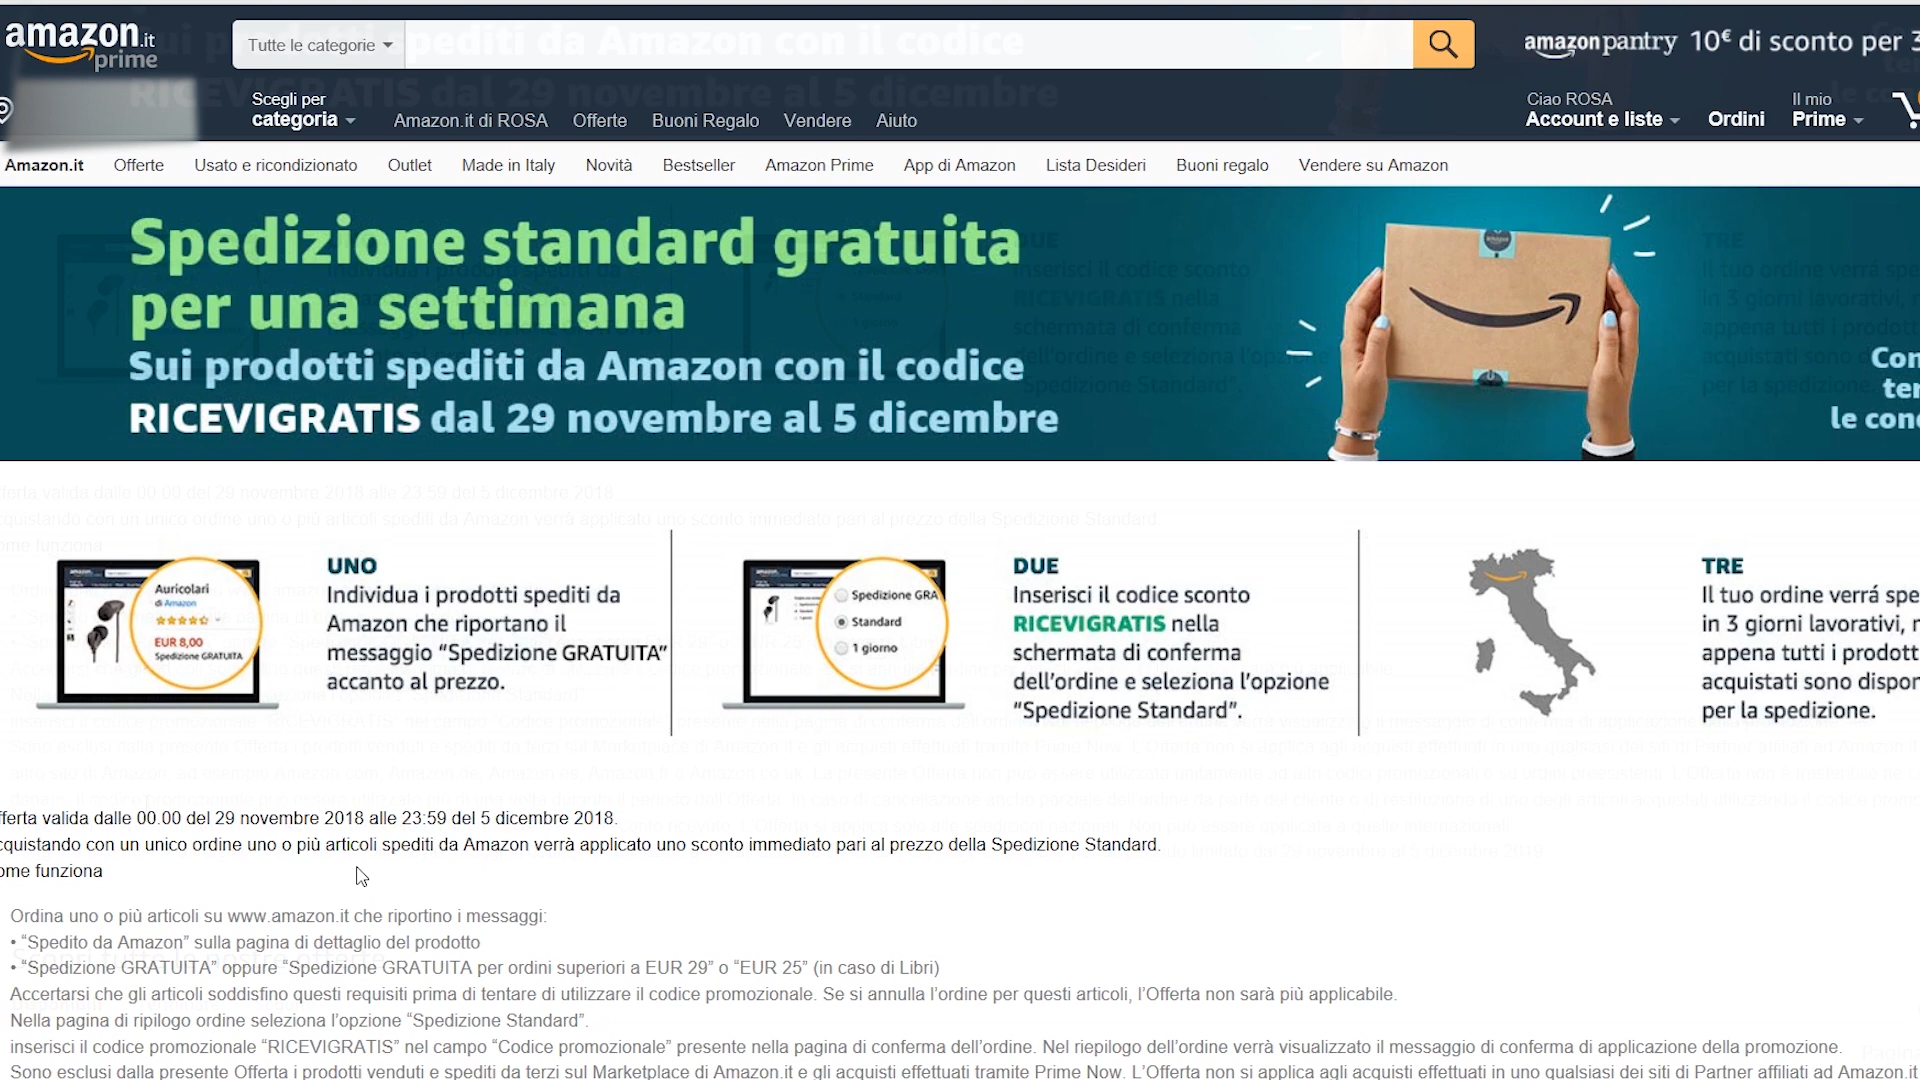 amazon.it
prime
Tutte le categorie
amazonpantry 10€ di sconto per
Scegli per
categoria
Amazon.it di ROSA Offerte Buoni Regalo Vendere Aiuto
Ciao ROSA
Account e liste
Ordini
Il mio
Prime
Amazon.it Offerte Usato e ricondizionato Outlet Made in Italy Novità Bestseller Amazon Prime App di Amazon Lista Desideri Buoni regalo Vendere su Amazon
Spedizione standard gratuita
per una settimana
Sui prodotti spediti da Amazon con il codice
RICEVIGRATIS dal 29 novembre al 5 dicembre
Con
ter
le con
Auricolari
di Amazon
EUR 8,00
Spedizione GRATUITA
UNO
Individua i prodotti spediti da
Amazon che riportano il
messaggio “Spedizione GRATUITA”
accanto al prezzo.
Spedizione GRA
Standard
1 giorno
DUE
Inserisci il codice sconto
RICEVIGRATIS nella
schermata di conferma
dell’ordine e seleziona l’opzione
“Spedizione Standard”.
TRE
Il tuo ordine verrá spe
in 3 giorni lavorativi,
appena tutti i prodott
acquistati sono dispon
per la spedizione.
fferta valida dalle 00.00 del 29 novembre 2018 alle 23:59 del 5 dicembre 2018.
cquistando con un unico ordine uno o più articoli spediti da Amazon verrà applicato uno sconto immediato pari al prezzo della Spedizione Standard.
ome funziona
Ordina uno o più articoli su www.amazon.it che riportino i messaggi:
• “Spedito da Amazon” sulla pagina di dettaglio del prodotto
• “Spedizione GRATUITA” oppure “Spedizione GRATUITA per ordini superiori a EUR 29” o “EUR 25” (in caso di Libri)
Accertarsi che gli articoli soddisfino questi requisiti prima di tentare di utilizzare il codice promozionale. Se si annulla l’ordine per questi articoli, l’Offerta non sarà più applicabile.
Nella pagina di ripilogo ordine seleziona l’opzione “Spedizione Standard”.
inserisci il codice promozionale “RICEVIGRATIS” nel campo “Codice promozionale” presente nella pagina di conferma dell’ordine. Nel riepilogo dell’ordine verrà visualizzato il messaggio di conferma di applicazione della promozione.
Sono esclusi dalla presente Offerta i prodotti venduti e spediti da terzi sul Marketplace di Amazon.it e gli acquisti effettuati tramite Prime Now. L’Offerta non si applica agli acquisti effettuati in uno qualsiasi dei siti di Partner affiliati ad Amazon.it